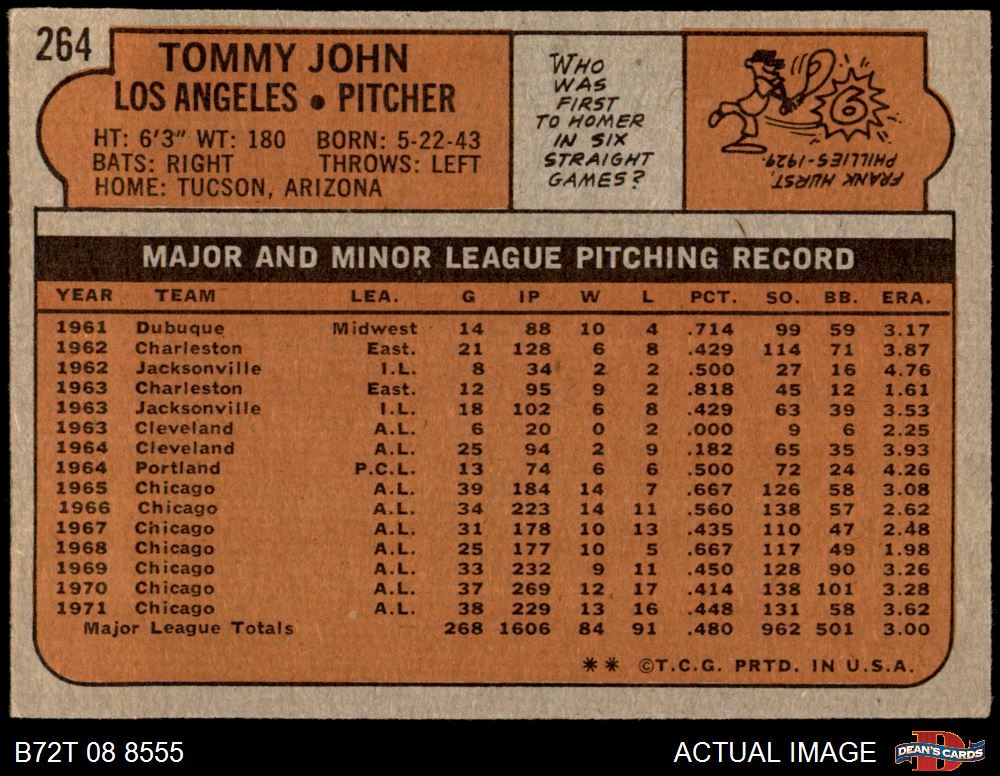 264
TOMMY JOHN
LOS ANGELES • PITCHER
HT: 6'3" WT: 180 BORN: 5-22-43
BATS: RIGHT THROWS: LEFT
HOME: TUCSON, ARIZONA
WHO
WAS
FIRST
TO HOMER
IN SIX
STRAIGHT
GAMES?
6
FRANK HURST,
PHILLIES-1929.
MAJOR AND MINOR LEAGUE PITCHING RECORD
YEAR TEAM LEA. G IP W L PCT. SO. BB. ERA.
1961 Dubuque Midwest 14 88 10 4 .714 99 59 3.17
1962 Charleston East. 21 128 6 8 .429 114 71 3.87
1962 Jacksonville I.L. 8 34 2 2 .500 27 16 4.76
1963 Charleston East. 12 95 9 2 .818 45 12 1.61
1963 Jacksonville I.L. 18 102 6 8 .429 63 39 3.53
1963 Cleveland A.L. 6 20 0 2 .000 9 6 2.25
1964 Cleveland A.L. 25 94 2 9 .182 65 35 3.93
1964 Portland P.C.L. 13 74 6 6 .500 72 24 4.26
1965 Chicago A.L. 39 184 14 7 .667 126 58 3.08
1966 Chicago A.L. 34 223 14 11 .560 138 57 2.62
1967 Chicago A.L. 31 178 10 13 .435 110 47 2.48
1968 Chicago A.L. 25 177 10 5 .667 117 49 1.98
1969 Chicago A.L. 33 232 9 11 .450 128 90 3.26
1970 Chicago A.L. 37 269 12 17 .414 138 101 3.28
1971 Chicago A.L. 38 229 13 16 .448 131 58 3.62
Major League Totals 268 1606 84 91 .480 962 501 3.00
** ©T.C.G. PRTD. IN U.S.A.
B72T 08 8555 ACTUAL IMAGE
D
DEAN'S CARDS